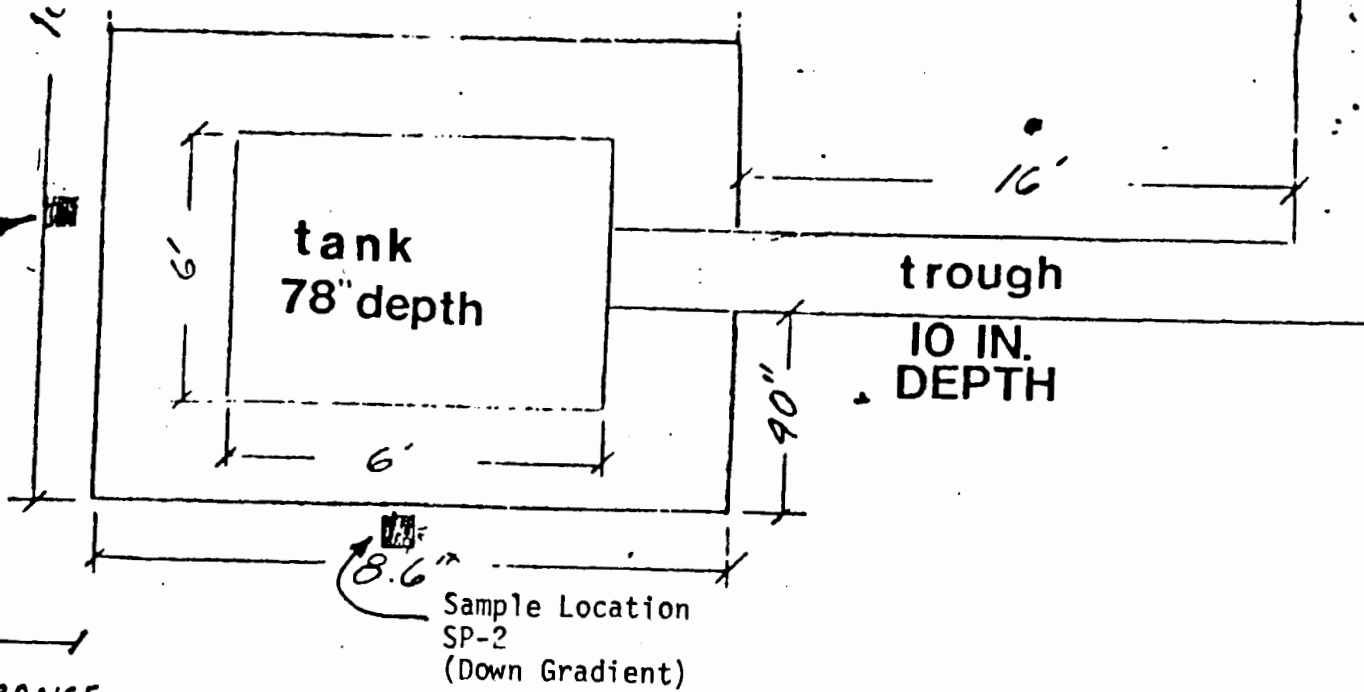 16'
6'
tank
78" depth
trough
10 IN.
DEPTH
90"
6'
8.6"
Sample Location
SP-2
(Down Gradient)